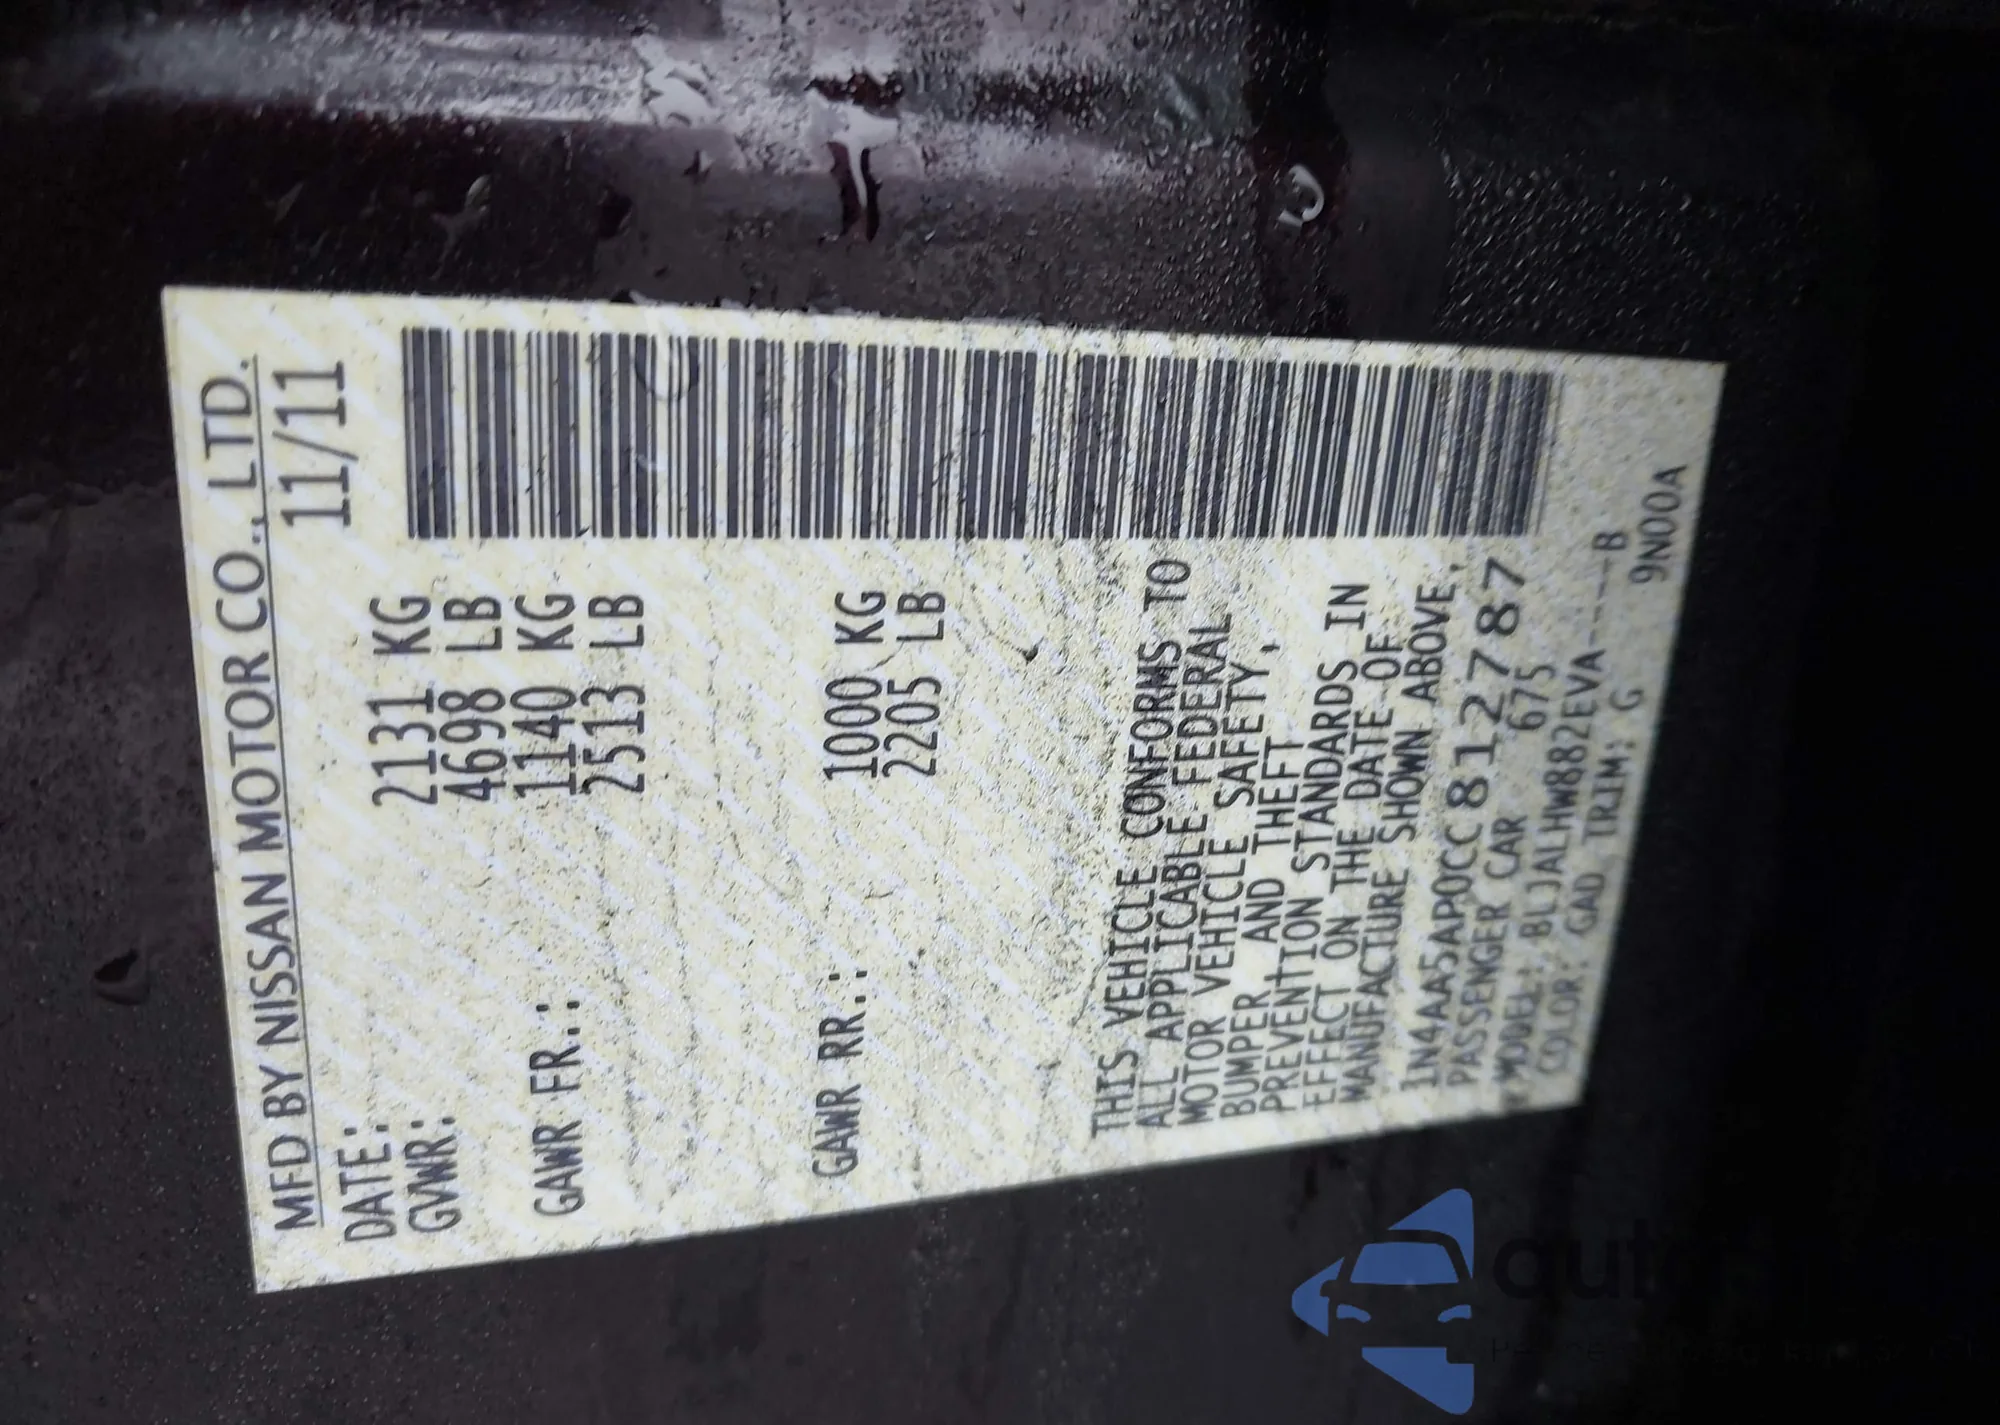 MFD BY NISSAN MOTOR CO., LTD.
DATE: 11/11
GVWR: 2131 KG
4698 LB
GAWR FR.: 1140 KG
2513 LB
GAWR RR.: 1000 KG
2205 LB
THIS VEHICLE CONFORMS TO
ALL APPLICABLE FEDERAL
MOTOR VEHICLE SAFETY,
BUMPER AND THEFT
PREVENTION STANDARDS IN
EFFECT ON THE DATE OF
MANUFACTURE SHOWN ABOVE.
1N4AA5AP0CC812787
PASSENGER CAR 675
MODEL: BLJALHW882EVA----B
COLOR: GAD TRIM: G 9N00A